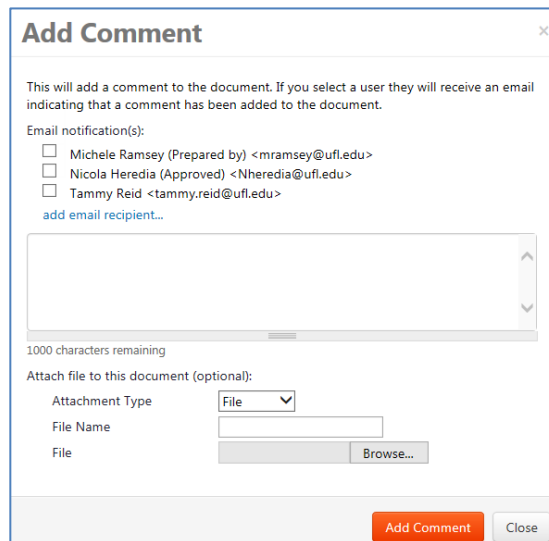 Add Comment
×
This will add a comment to the document. If you select a user they will receive an email
indicating that a comment has been added to the document.
Email notification(s):
Michele Ramsey (Prepared by) <mramsey@ufl.edu>
Nicola Heredia (Approved) <Nheredia@ufl.edu>
Tammy Reid <tammy.reid@ufl.edu>
add email recipient...
1000 characters remaining
Attach file to this document (optional):
Attachment Type File
File Name
File Browse...
Add Comment Close